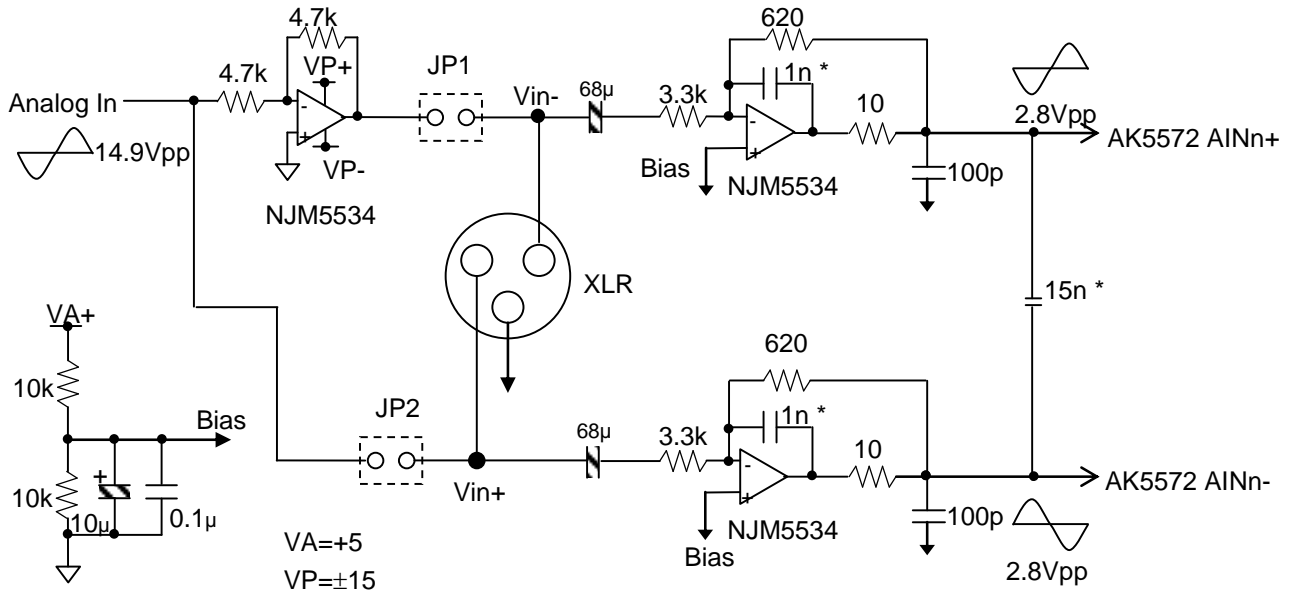 4.7k
620
VP+
JP1
1n *
4.7k
Vin-
68µ
3.3k
10
2.8Vpp
Analog In
14.9Vpp
AK5572 AINn+
VP-
Bias
100p
NJM5534
NJM5534
XLR
15n *
VA+
620
10k
JP2
1n *
Bias
68µ
3.3k
10
AK5572 AINn-
Vin+
10k
10µ
0.1µ
NJM5534
100p
VA=+5
Bias
VP=±15
2.8Vpp
-
+
-
+
-
+
+